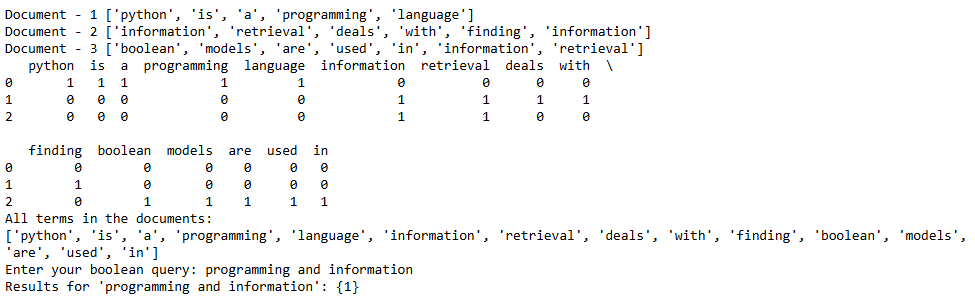 Document - 1 ['python', 'is', 'a', 'programming', 'language']
Document - 2 ['information', 'retrieval', 'deals', 'with', 'finding', 'information']
Document - 3 ['boolean', 'models', 'are', 'used', 'in', 'information', 'retrieval']
   python  is  a  programming  language  information  retrieval  deals  with  \
0       1   1  1            1         1            0          0      0     0
1       0   0  0            0         0            1          1      1     1
2       0   0  0            0         0            1          1      0     0

   finding  boolean  models  are  used  in
0        0        0       0    0     0   0
1        1        0       0    0     0   0
2        0        1       1    1     1   1
All terms in the documents:
['python', 'is', 'a', 'programming', 'language', 'information', 'retrieval', 'deals', 'with', 'finding', 'boolean', 'models',
'are', 'used', 'in']
Enter your boolean query: programming and information
Results for 'programming and information': {1}